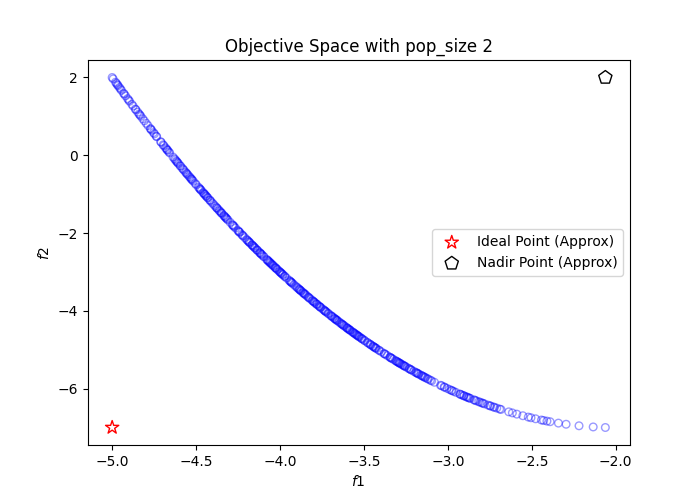 Objective Space with pop_size 2
2
0
−2
−4
−6
f2
Ideal Point (Approx)
Nadir Point (Approx)
−5.0 −4.5 −4.0 −3.5 −3.0 −2.5 −2.0
f1